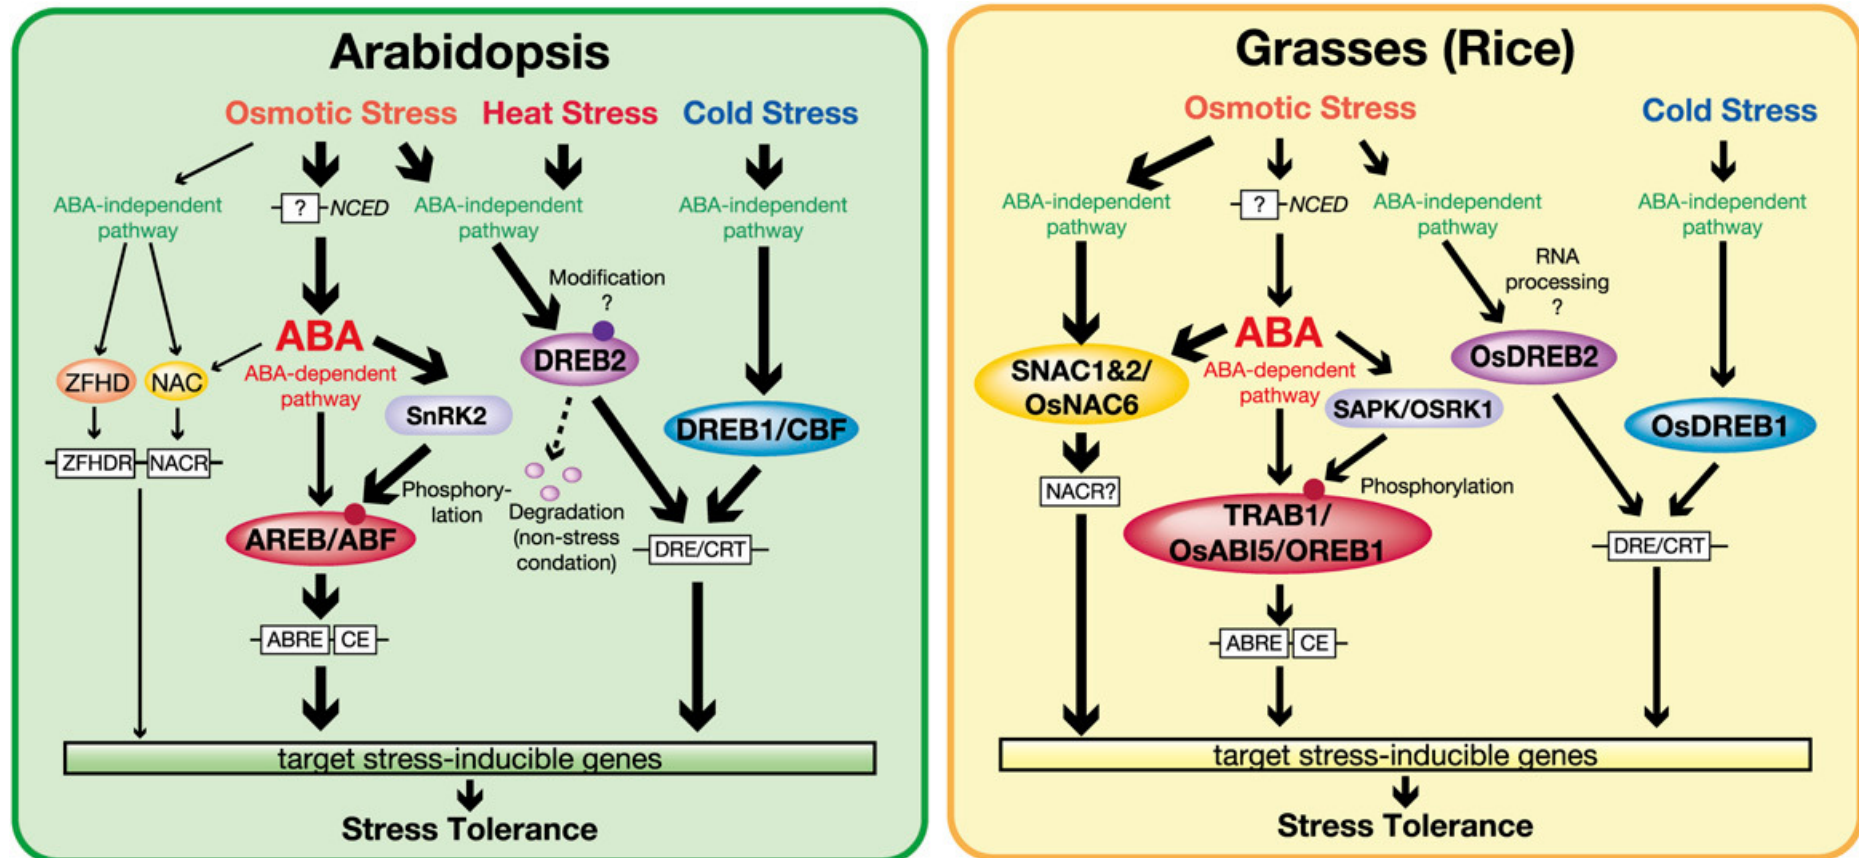 Arabidopsis
Osmotic Stress
Heat Stress
Cold Stress
ABA-independent
pathway
?
NCED
ABA-independent
pathway
ABA-independent
pathway
Modification
?
ABA
ABA-dependent
pathway
ZFHD
NAC
DREB2
SnRK2
DREB1/CBF
ZFHDR
NACR
Phosphory-
lation
Degradation
(non-stress
condation)
AREB/ABF
DRE/CRT
ABRE
CE
target stress-inducible genes
Stress Tolerance
Grasses (Rice)
Osmotic Stress
Cold Stress
ABA-independent
pathway
?
NCED
ABA-independent
pathway
ABA-independent
pathway
RNA
processing
?
ABA
ABA-dependent
pathway
SNAC1&2/
OsNAC6
OsDREB2
SAPK/OSRK1
OsDREB1
NACR?
Phosphorylation
TRAB1/
OsABI5/OREB1
DRE/CRT
ABRE
CE
target stress-inducible genes
Stress Tolerance